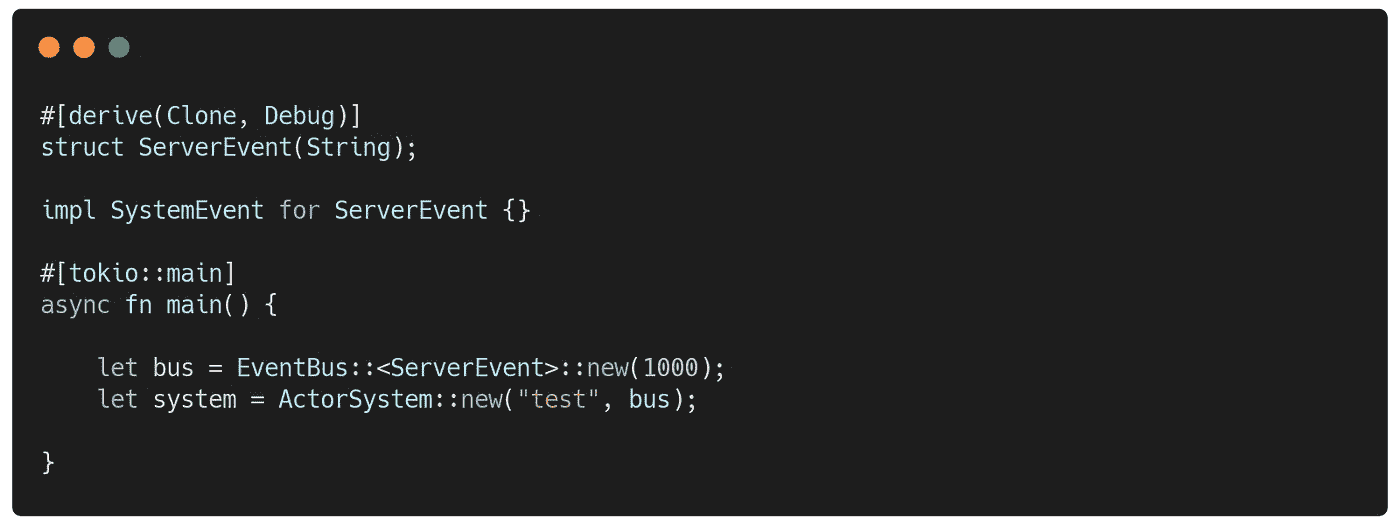 #[derive(Clone, Debug)]
struct ServerEvent(String);
impl SystemEvent for ServerEvent {}
#[tokio::main]
async fn main() {
    let bus = EventBus::<ServerEvent>::new(1000);
    let system = ActorSystem::new("test", bus);
}